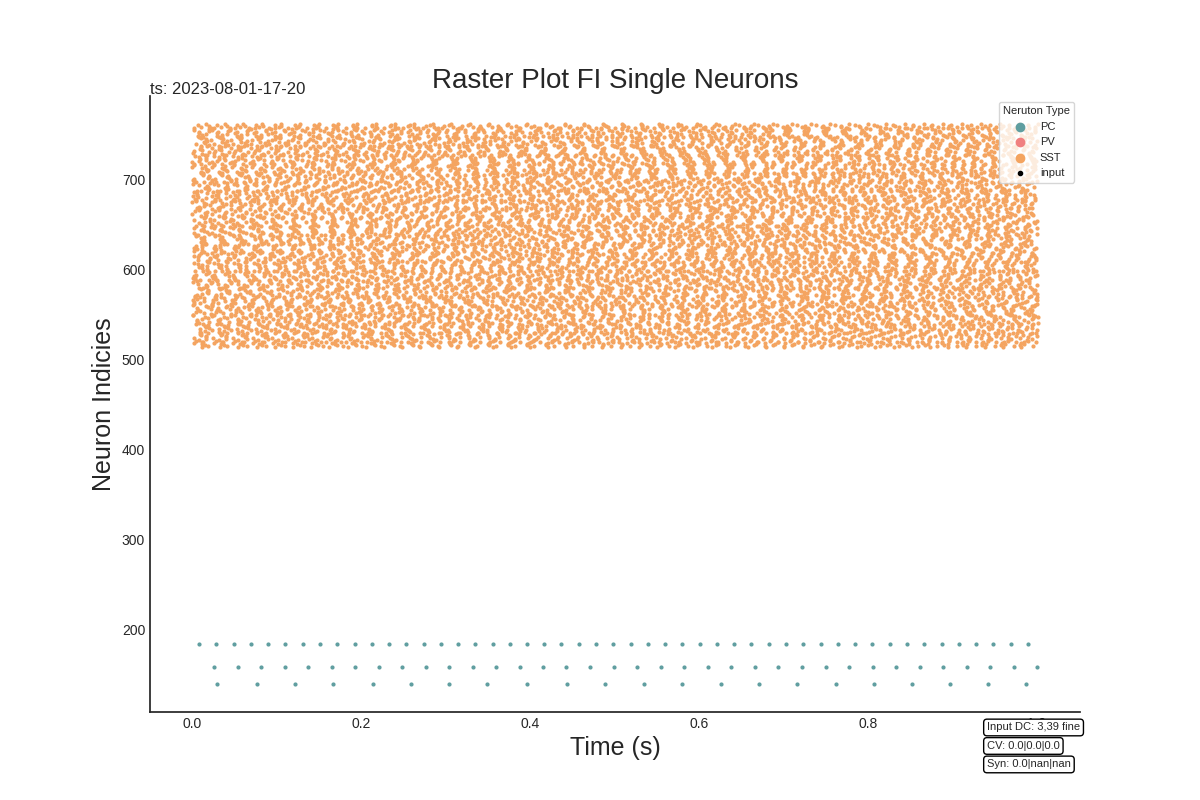 Raster Plot FI Single Neurons
ts: 2023-08-01-17-20
Neruton Type
PC
PV
SST
input
700
600
500
400
300
200
Neuron Indicies
0.0 0.2 0.4 0.6 0.8
Time (s)
Input DC: 3,39 fine
CV: 0.0|0.0|0.0
Syn: 0.0|nan|nan